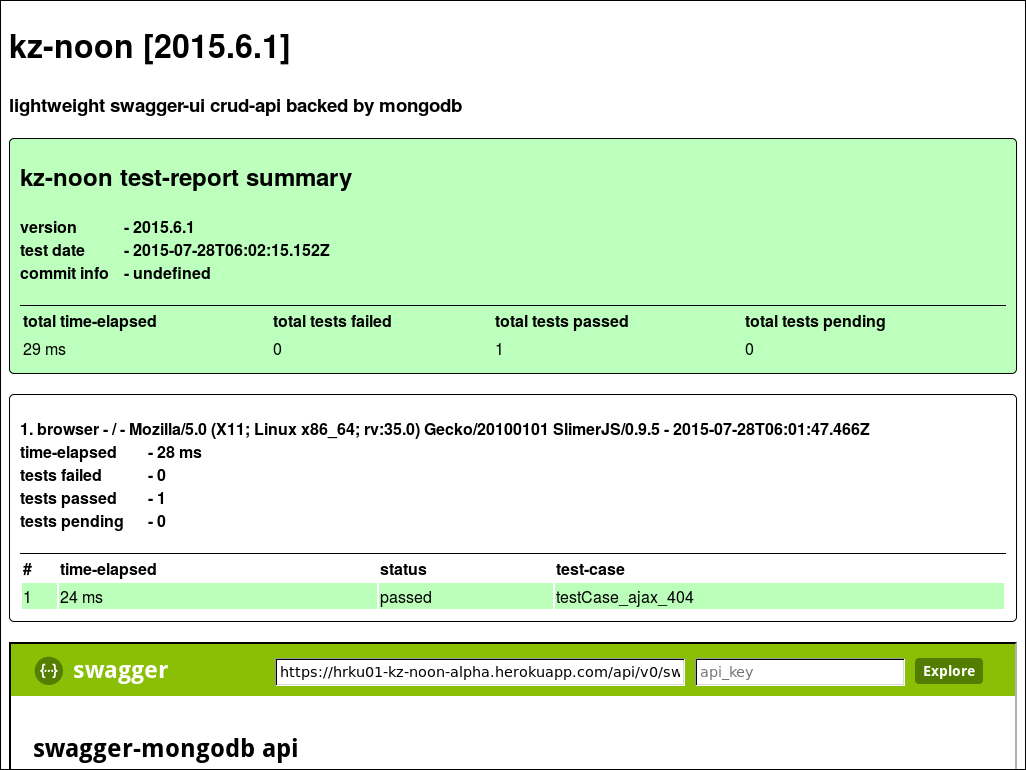 kz-noon [2015.6.1]
lightweight swagger-ui crud-api backed by mongodb
kz-noon test-report summary
version - 2015.6.1
test date - 2015-07-28T06:02:15.152Z
commit info - undefined
total time-elapsed total tests failed total tests passed total tests pending
29 ms 0 1 0
1. browser - / - Mozilla/5.0 (X11; Linux x86_64; rv:35.0) Gecko/20100101 SlimerJS/0.9.5 - 2015-07-28T06:01:47.466Z
time-elapsed - 28 ms
tests failed - 0
tests passed - 1
tests pending - 0
# time-elapsed status test-case
1 24 ms passed testCase_ajax_404
{··} swagger https://hrku01-kz-noon-alpha.herokuapp.com/api/v0/sw api_key Explore
swagger-mongodb api